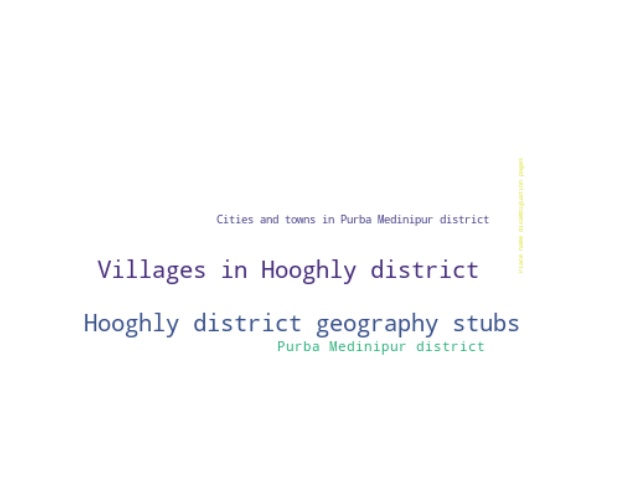 Cities and towns in Purba Medinipur district
Villages in Hooghly district
Hooghly district geography stubs
Purba Medinipur district
Place name disambiguation pages